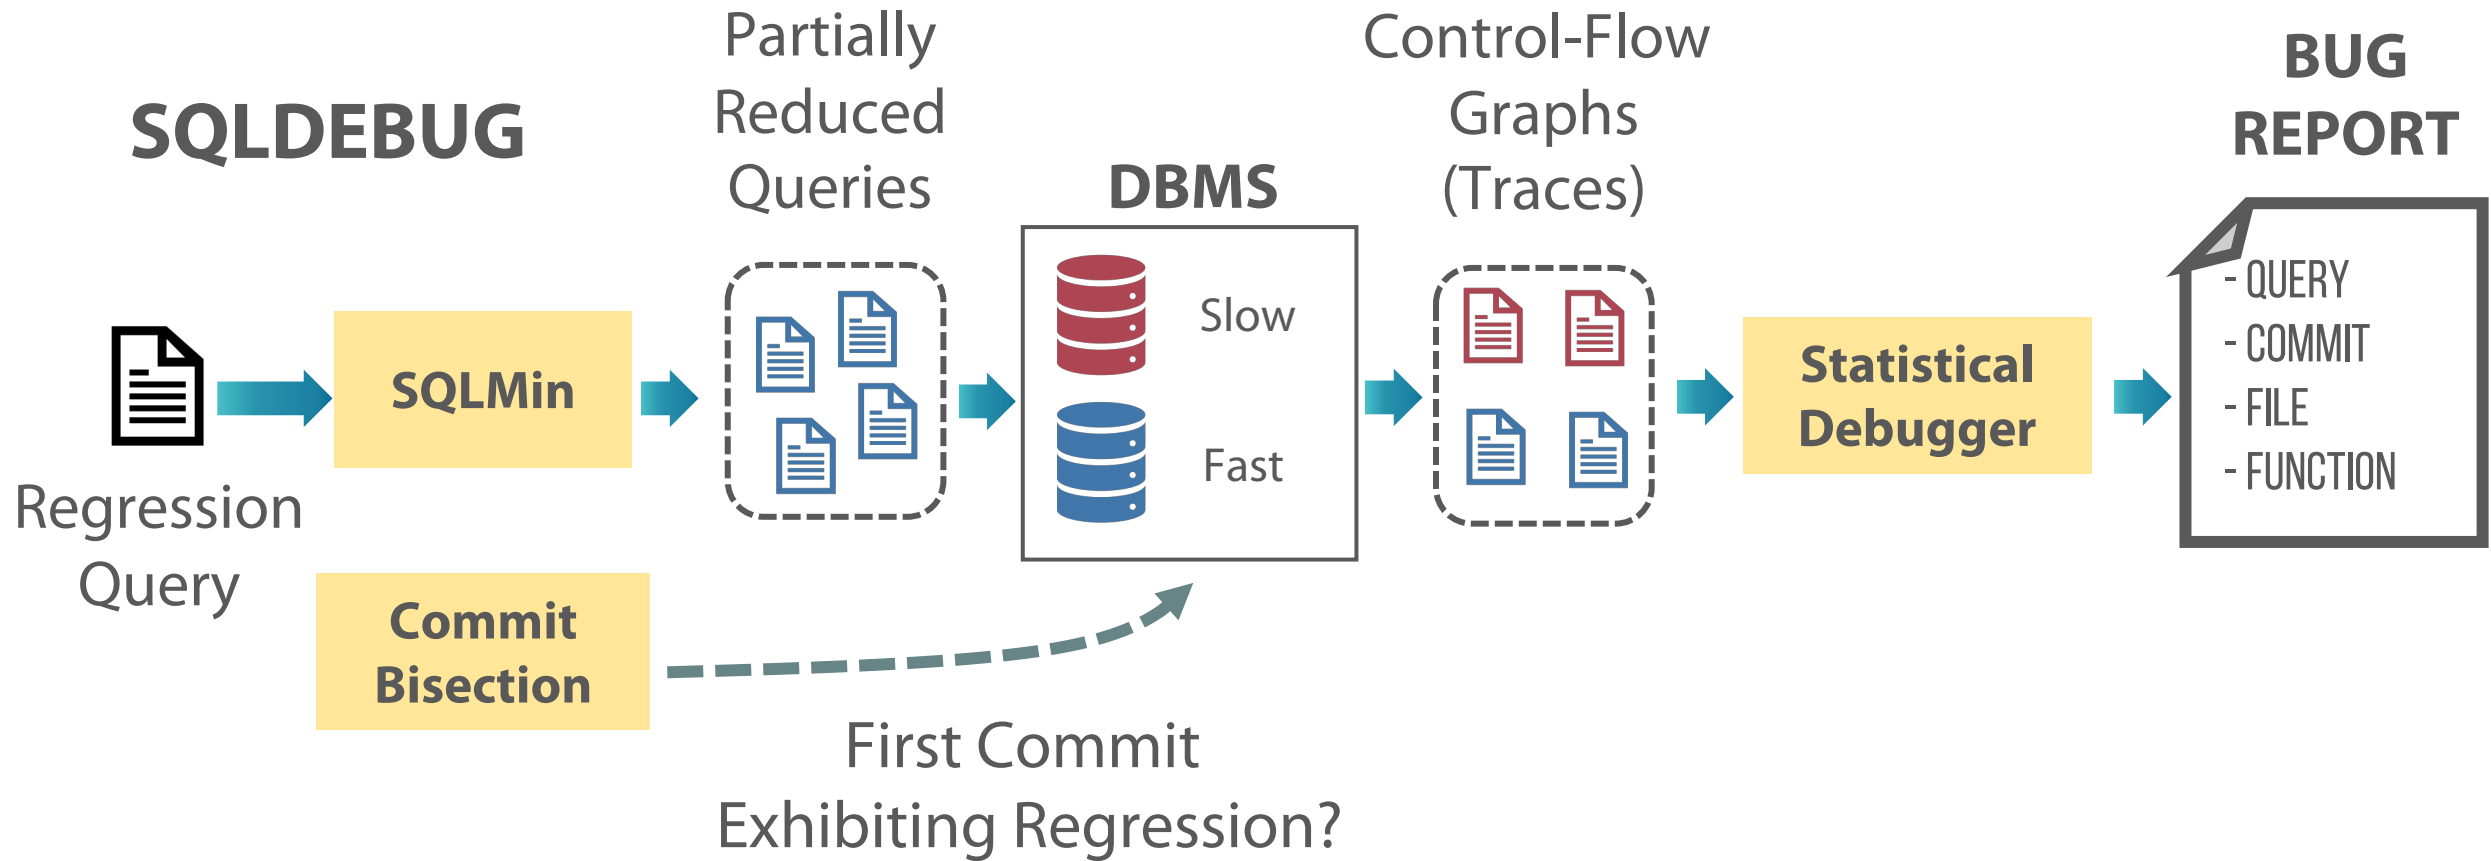 SQLDEBUG
Regression
Query
SQLMin
Commit
Bisection
Partially
Reduced
Queries
DBMS
Slow
Fast
First Commit
Exhibiting Regression?
Control-Flow
Graphs
(Traces)
Statistical
Debugger
BUG
REPORT
- QUERY
- COMMIT
- FILE
- FUNCTION